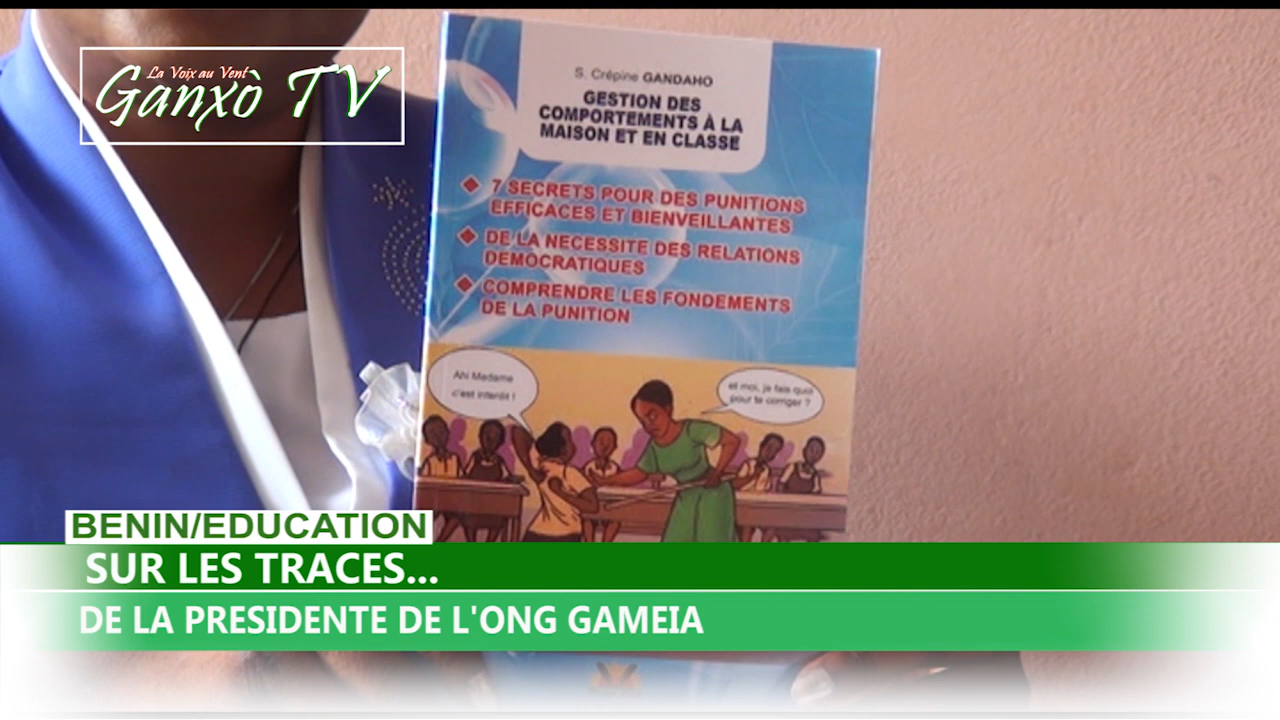 La Voix au Vent
Ganxò TV
S. Crépine GANDAHO
GESTION DES
COMPORTEMENTS À LA
MAISON ET EN CLASSE
7 SECRETS POUR DES PUNITIONS
EFFICACES ET BIENVEILLANTES
DE LA NECESSITE DES RELATIONS
DEMOCRATIQUES
COMPRENDRE LES FONDEMENTS
DE LA PUNITION
Ah! Madame
c'est interdit !
et moi, je fais quoi
pour te corriger ?
BENIN/EDUCATION
SUR LES TRACES...
DE LA PRESIDENTE DE L'ONG GAMEIA